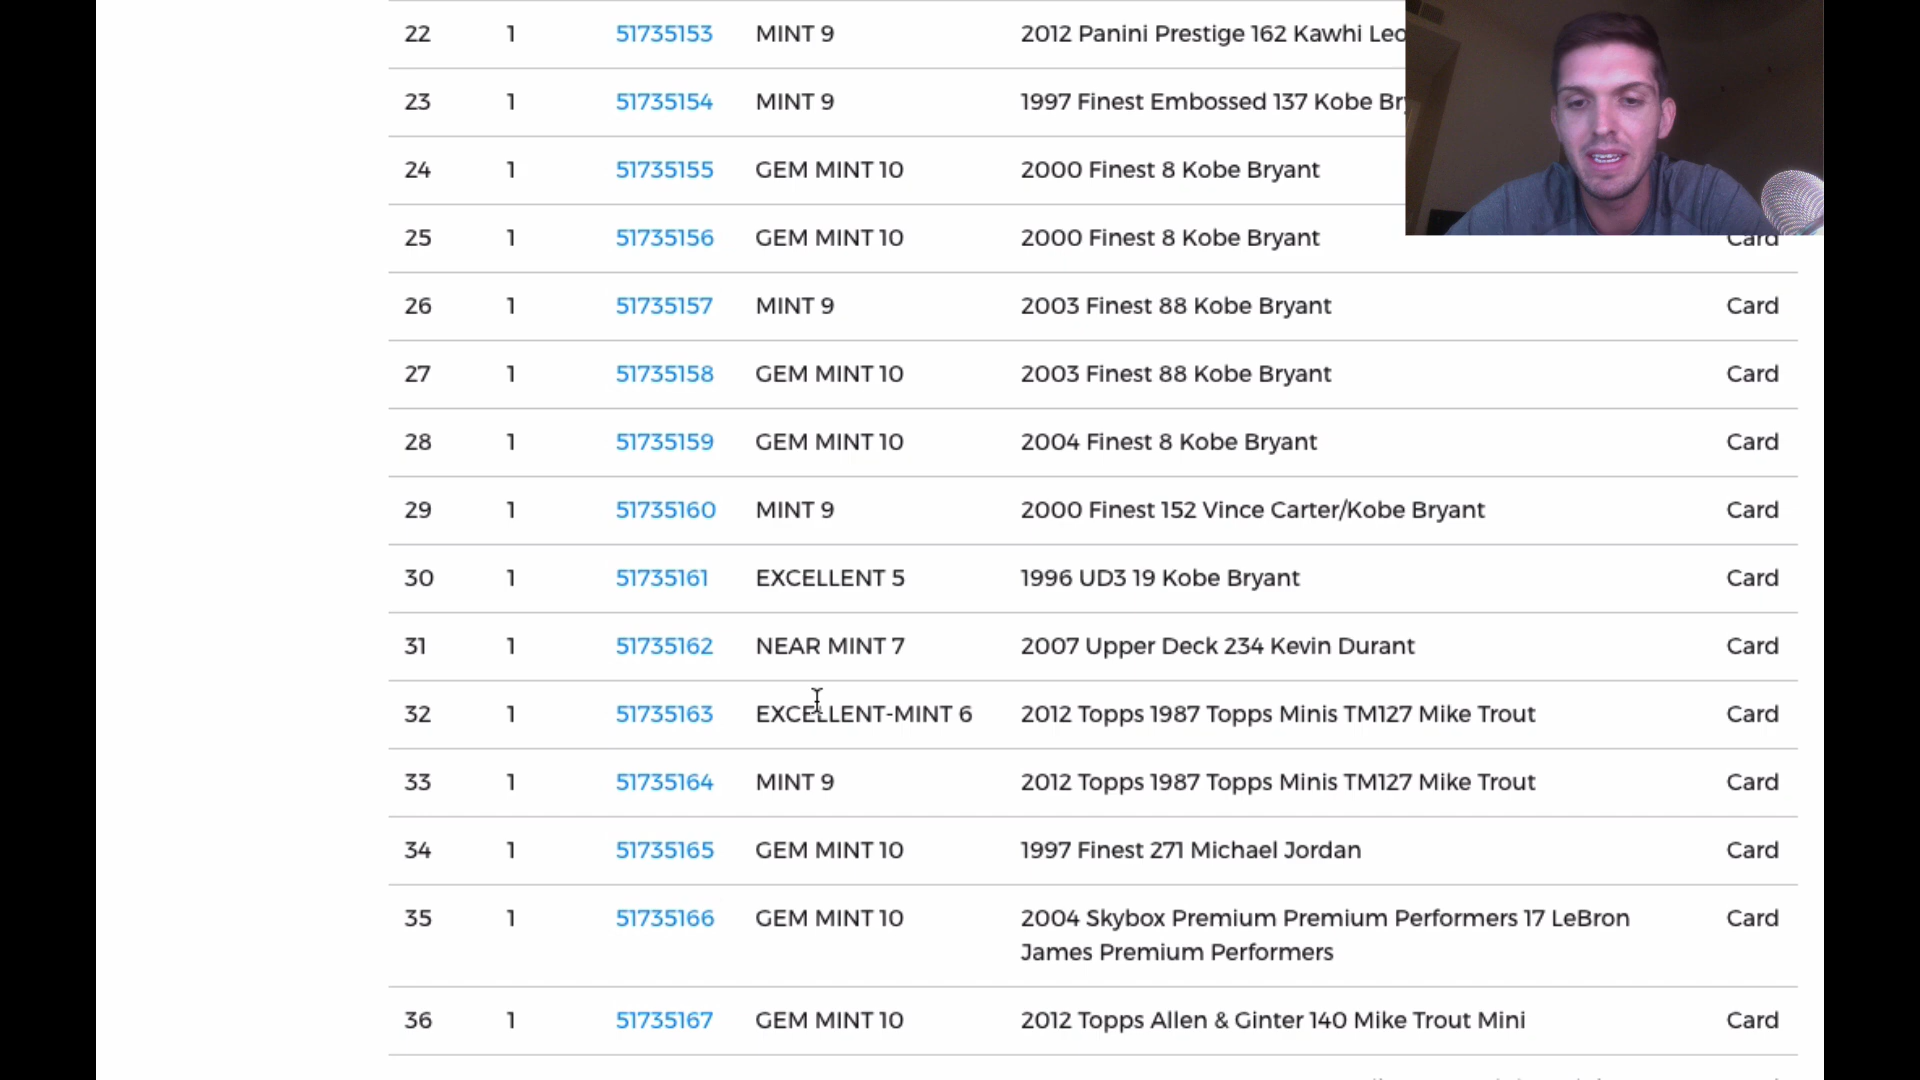 22 1 51735153 MINT 9 2012 Panini Prestige 162 Kawhi
23 1 51735154 MINT 9 1997 Finest Embossed 137 Kobe
24 1 51735155 GEM MINT 10 2000 Finest 8 Kobe Bryant
25 1 51735156 GEM MINT 10 2000 Finest 8 Kobe Bryant Card
26 1 51735157 MINT 9 2003 Finest 88 Kobe Bryant Card
27 1 51735158 GEM MINT 10 2003 Finest 88 Kobe Bryant Card
28 1 51735159 GEM MINT 10 2004 Finest 8 Kobe Bryant Card
29 1 51735160 MINT 9 2000 Finest 152 Vince Carter/Kobe Bryant Card
30 1 51735161 EXCELLENT 5 1996 UD3 19 Kobe Bryant Card
31 1 51735162 NEAR MINT 7 2007 Upper Deck 234 Kevin Durant Card
32 1 51735163 EXCELLENT-MINT 6 2012 Topps 1987 Topps Minis TM127 Mike Trout Card
33 1 51735164 MINT 9 2012 Topps 1987 Topps Minis TM127 Mike Trout Card
34 1 51735165 GEM MINT 10 1997 Finest 271 Michael Jordan Card
35 1 51735166 GEM MINT 10 2004 Skybox Premium Premium Performers 17 LeBron Card
James Premium Performers
36 1 51735167 GEM MINT 10 2012 Topps Allen & Ginter 140 Mike Trout Mini Card